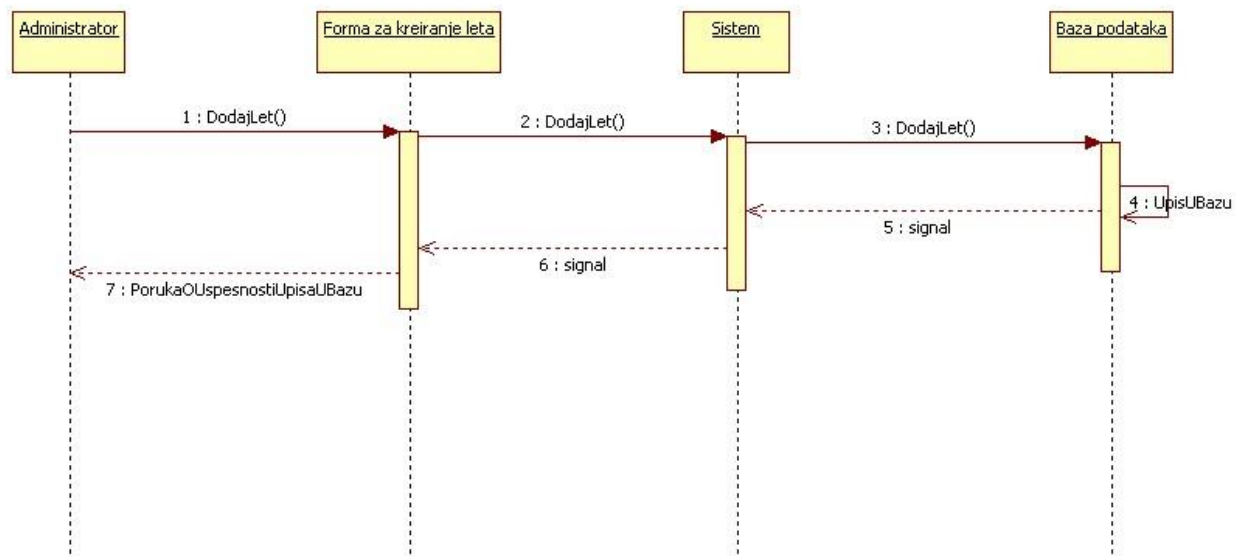 Administrator
Forma za kreiranje leta
Sistem
Baza podataka
1 : DodajLet()
2 : DodajLet()
3 : DodajLet()
4 : UpisUBazu
5 : signal
6 : signal
7 : PorukaOUspesnostiUpisaUBazu